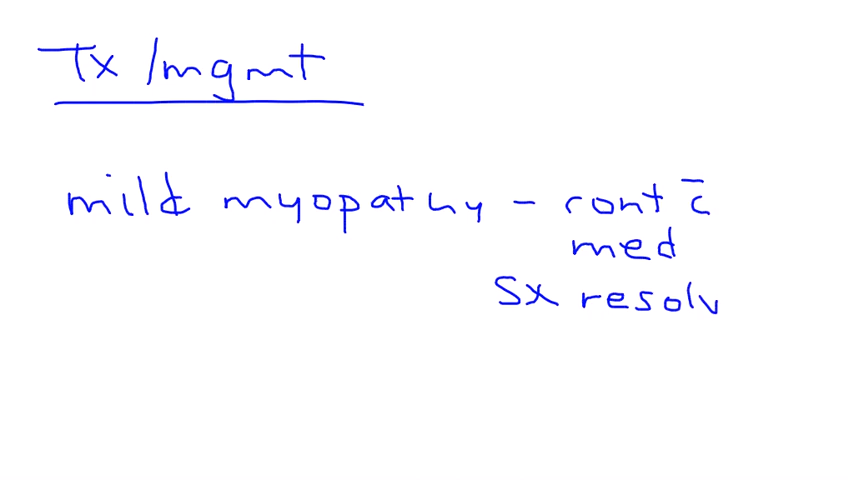 Tx /mgmt
mild myopathy - cont c̄
med
Sx resolv